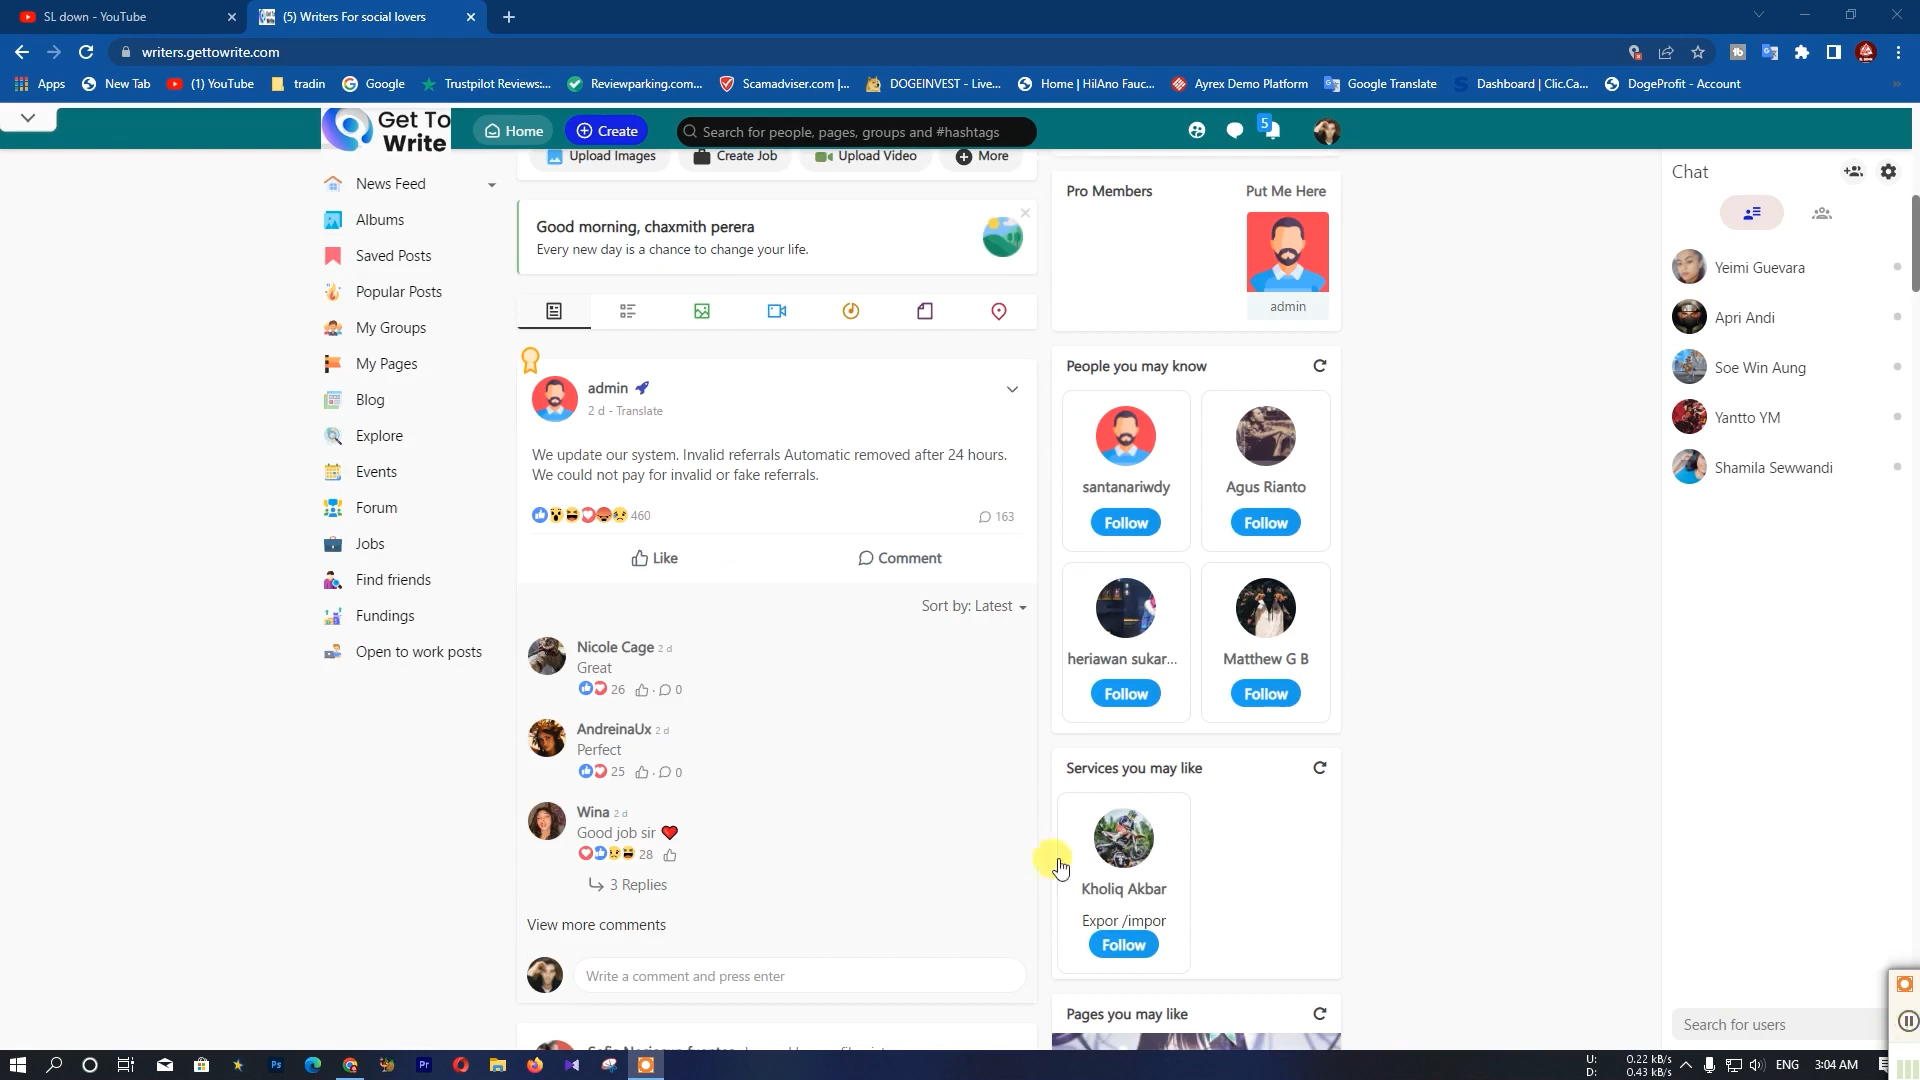 SL down - YouTube
(5) Writers For social lovers
writers.gettowrite.com
Apps
New Tab
(1) YouTube
tradin
Google
Trustpilot Reviews:...
Reviewparking.com...
Scamadviser.com |...
DOGEINVEST - Live...
Home | HilAno Fauc...
Ayrex Demo Platform
Google Translate
Dashboard | Clic.Ca...
DogeProfit - Account
Get To
Write
Home
Create
Search for people, pages, groups and #hashtags
5
News Feed
Albums
Saved Posts
Popular Posts
My Groups
My Pages
Blog
Explore
Events
Forum
Jobs
Find friends
Fundings
Open to work posts
Upload Images
Create Job
Upload Video
More
Good morning, chaxmith perera
Every new day is a chance to change your life.
admin
2 d - Translate
We update our system. Invalid referrals Automatic removed after 24 hours.
We could not pay for invalid or fake referrals.
460
163
Like
Comment
Sort by: Latest
Nicole Cage 2 d
Great
26 · 0
AndreinaUx 2 d
Perfect
25 · 0
Wina 2 d
Good job sir ❤
28
3 Replies
View more comments
Write a comment and press enter
Pro Members
Put Me Here
admin
People you may know
santanariwdy
Follow
Agus Rianto
Follow
heriawan sukar...
Follow
Matthew G B
Follow
Services you may like
Kholiq Akbar
Expor /impor
Follow
Pages you may like
Chat
Yeimi Guevara
Apri Andi
Soe Win Aung
Yantto YM
Shamila Sewwandi
Search for users
Ps
Pr
U: 0.22 kB/s
D: 0.43 kB/s
ENG
3:04 AM